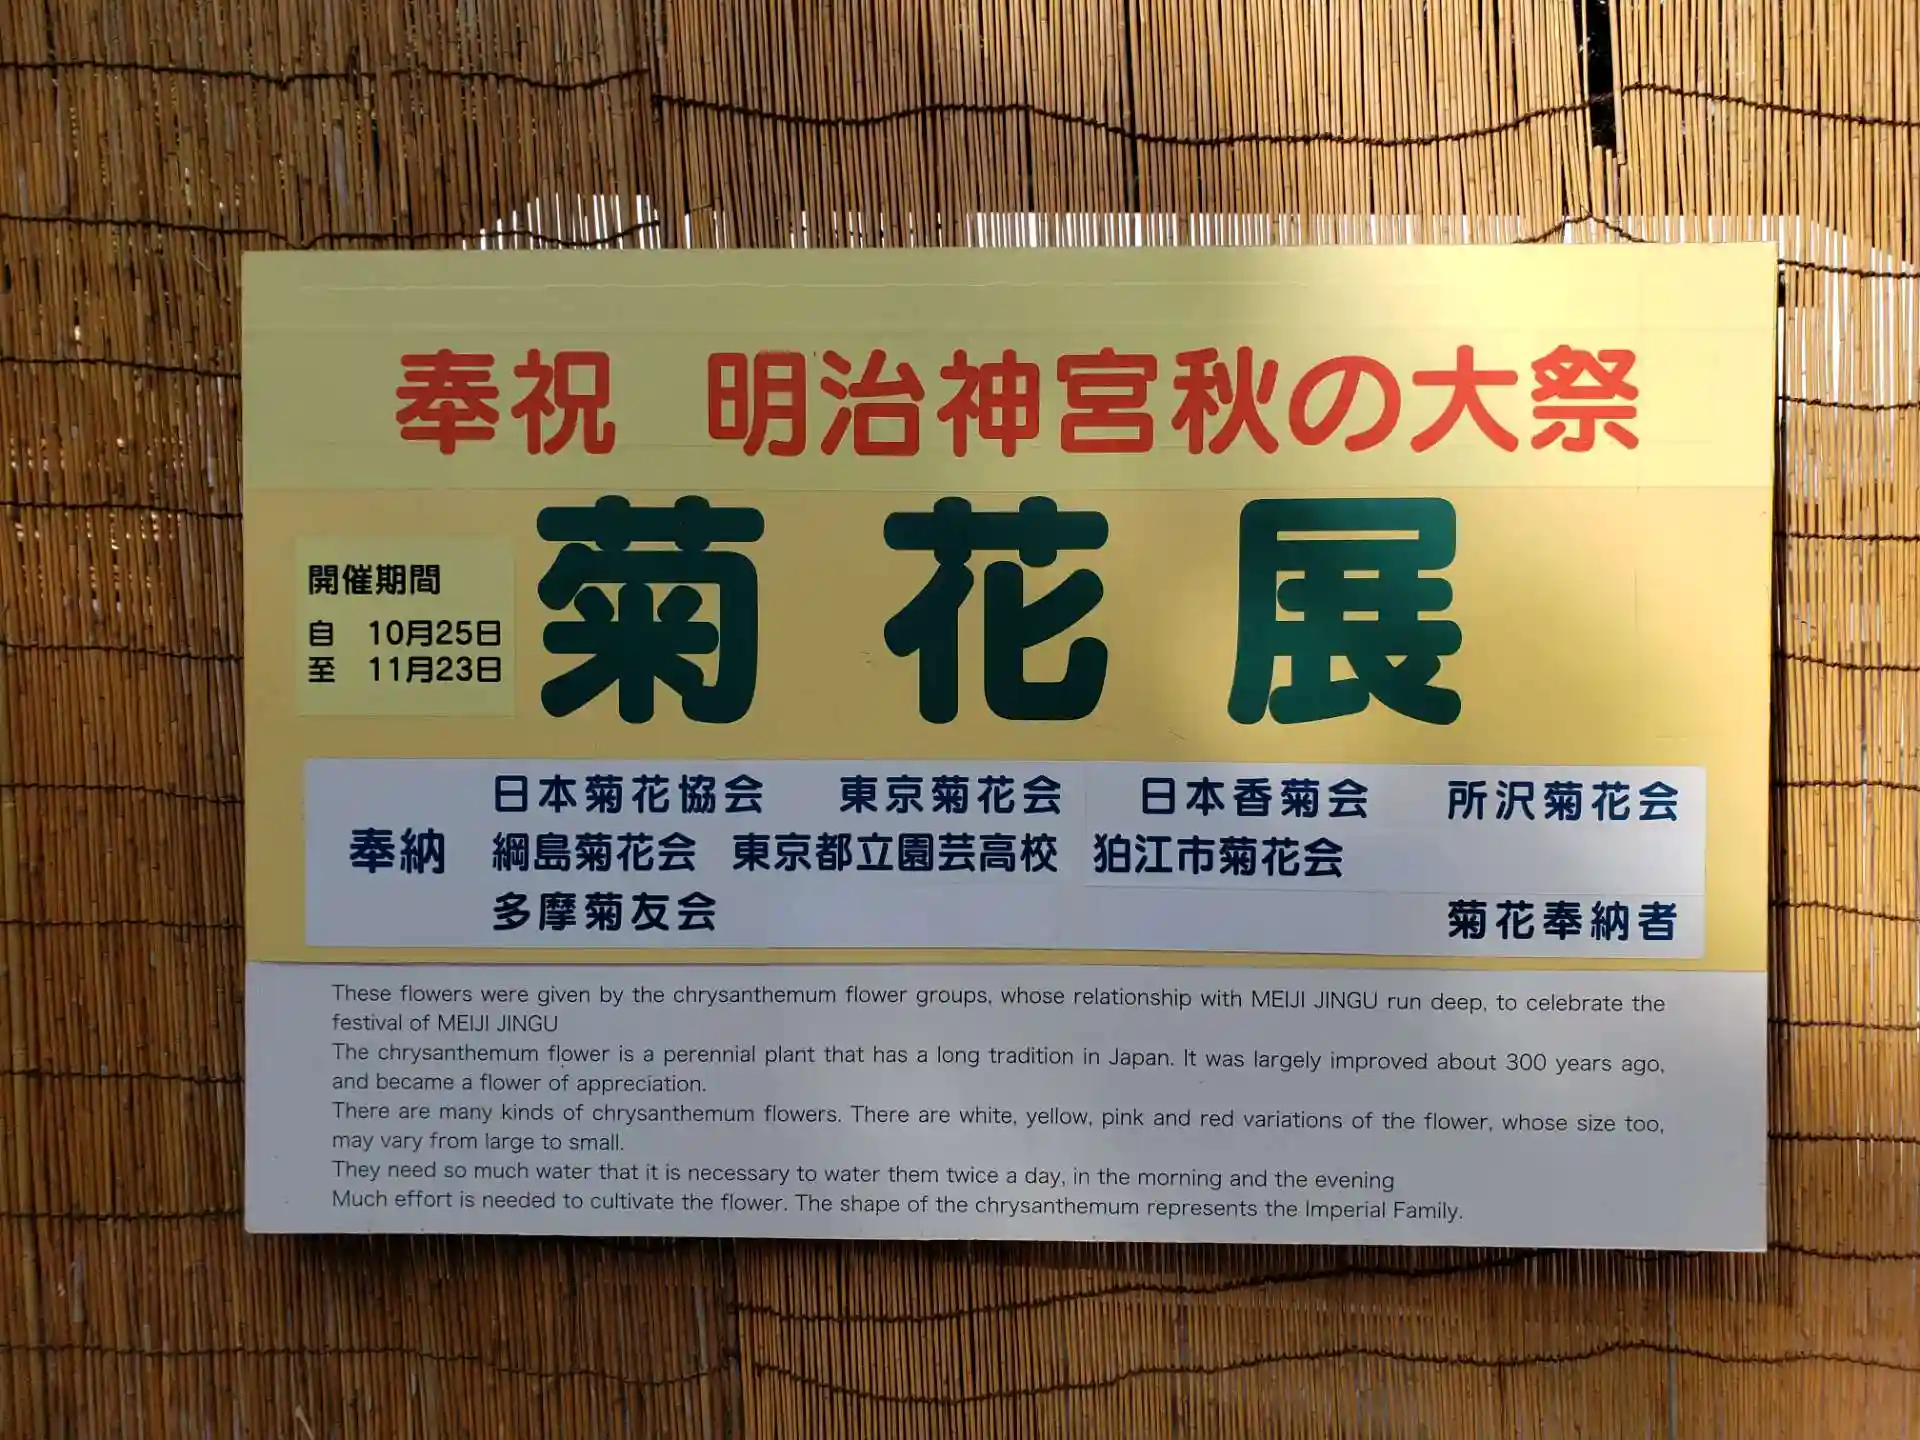 奉祝　明治神宮秋の大祭
菊花展
開催期間
自　10月25日
至　11月23日
奉納
日本菊花協会　東京菊花会　日本香菊会　所沢菊花会
綱島菊花会　東京都立園芸高校　狛江市菊花会
多摩菊友会　菊花奉納者
These flowers were given by the chrysanthemum flower groups, whose relationship with MEIJI JINGU run deep, to celebrate the
festival of MEIJI JINGU
The chrysanthemum flower is a perennial plant that has a long tradition in Japan. It was largely improved about 300 years ago,
and became a flower of appreciation.
There are many kinds of chrysanthemum flowers. There are white, yellow, pink and red variations of the flower, whose size too,
may vary from large to small.
They need so much water that it is necessary to water them twice a day, in the morning and the evening
Much effort is needed to cultivate the flower. The shape of the chrysanthemum represents the Imperial Family.